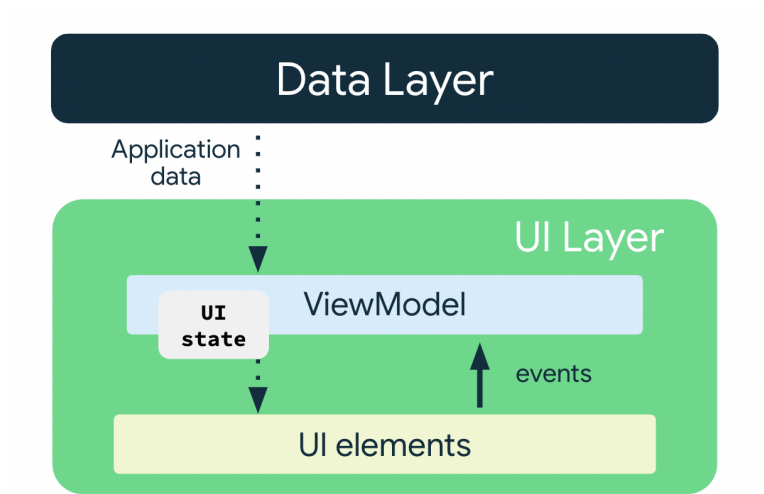 Data Layer
Application
data
UI Layer
ViewModel
UI
state
events
UI elements